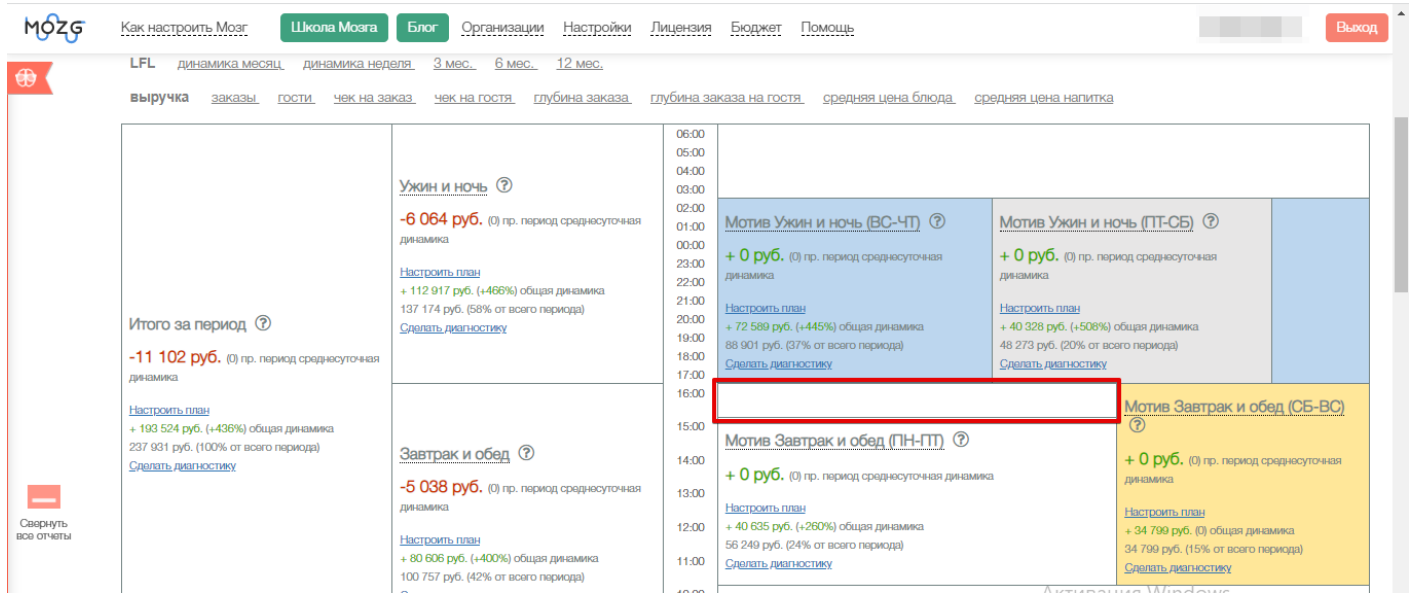 MOZG Как настроить Мозг Школа Мозга Блог Организации Настройки Лицензия Бюджет Помощь Выход
LFL динамика месяц динамика неделя 3 мес. 6 мес. 12 мес.
выручка заказы гости чек на заказ чек на гостя глубина заказа глубина заказа на гостя средняя цена блюда средняя цена напитка
Итого за период ?
-11 102 руб. (0) пр. период среднесуточная
динамика
Настроить план
+ 193 524 руб. (+436%) общая динамика
237 931 руб. (100% от всего периода)
Сделать диагностику
Ужин и ночь ?
-6 064 руб. (0) пр. период среднесуточная
динамика
Настроить план
+ 112 917 руб. (+466%) общая динамика
137 174 руб. (58% от всего периода)
Сделать диагностику
Завтрак и обед ?
-5 038 руб. (0) пр. период среднесуточная
динамика
Настроить план
+ 80 606 руб. (+400%) общая динамика
100 757 руб. (42% от всего периода)
06:00
05:00
04:00
03:00
02:00
01:00
00:00
23:00
22:00
21:00
20:00
19:00
18:00
17:00
16:00
15:00
14:00
13:00
12:00
11:00
Мотив Ужин и ночь (ВС-ЧТ) ?
+ 0 руб. (0) пр. период среднесуточная
динамика
Настроить план
+ 72 589 руб. (+445%) общая динамика
88 901 руб. (37% от всего периода)
Сделать диагностику
Мотив Ужин и ночь (ПТ-СБ) ?
+ 0 руб. (0) пр. период среднесуточная
динамика
Настроить план
+ 40 328 руб. (+508%) общая динамика
48 273 руб. (20% от всего периода)
Сделать диагностику
Мотив Завтрак и обед (ПН-ПТ) ?
+ 0 руб. (0) пр. период среднесуточная динамика
Настроить план
+ 40 635 руб. (+260%) общая динамика
56 249 руб. (24% от всего периода)
Сделать диагностику
Мотив Завтрак и обед (СБ-ВС)
?
+ 0 руб. (0) пр. период среднесуточная
динамика
Настроить план
+ 34 799 руб. (0) общая динамика
34 799 руб. (15% от всего периода)
Сделать диагностику
Свернуть
все отчеты
Активация Windows